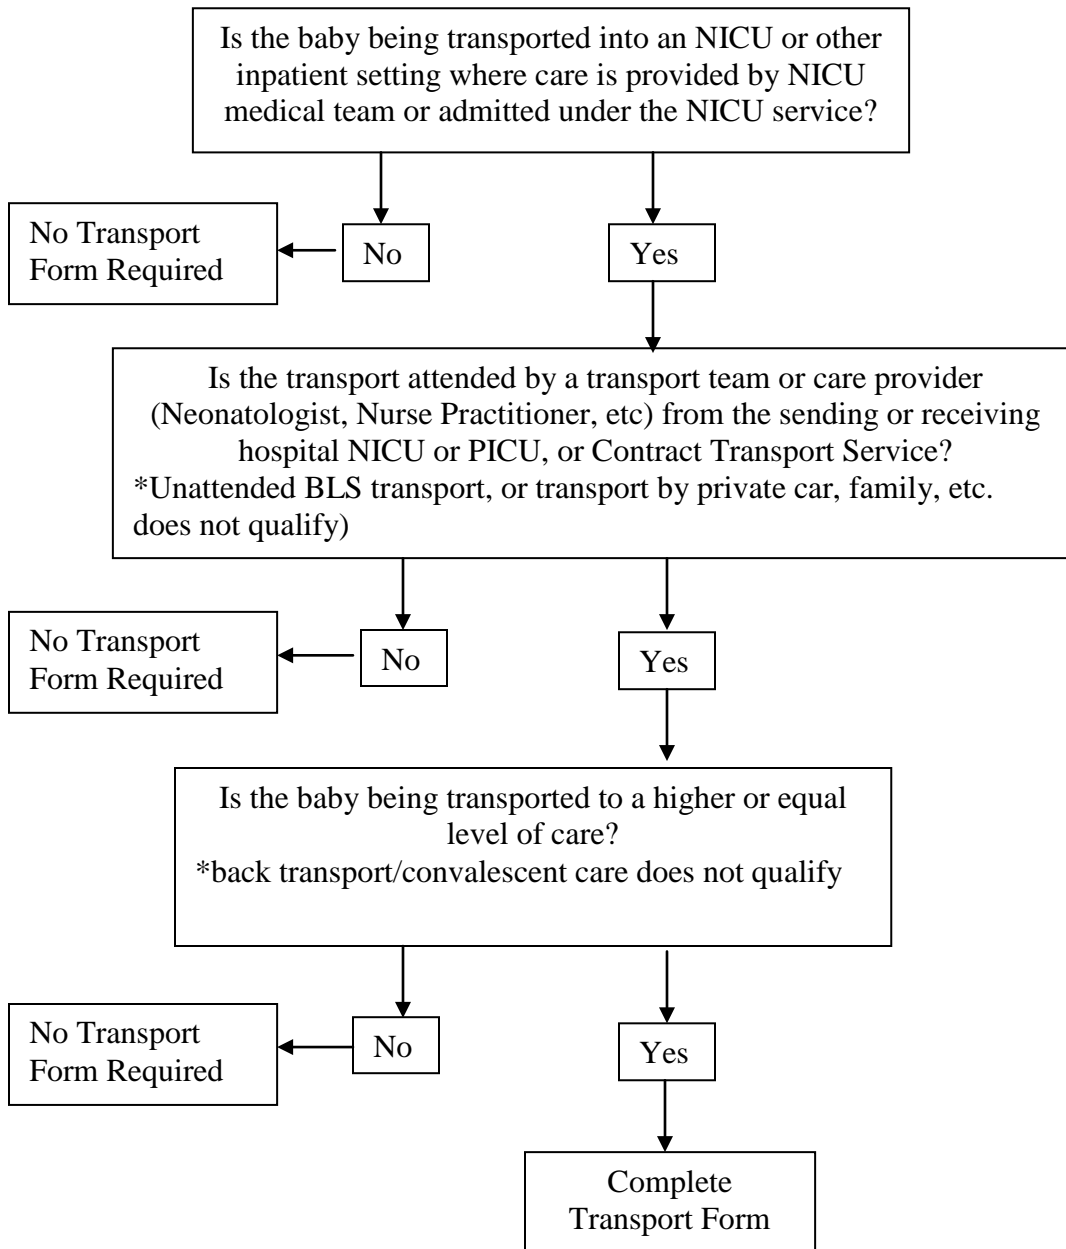 Is the baby being transported into an NICU or other
inpatient setting where care is provided by NICU
medical team or admitted under the NICU service?
No Transport
Form Required
No
Yes
Is the transport attended by a transport team or care provider
(Neonatologist, Nurse Practitioner, etc) from the sending or receiving
hospital NICU or PICU, or Contract Transport Service?
*Unattended BLS transport, or transport by private car, family, etc.
does not qualify)
No Transport
Form Required
No
Yes
Is the baby being transported to a higher or equal
level of care?
*back transport/convalescent care does not qualify
No Transport
Form Required
No
Yes
Complete
Transport Form